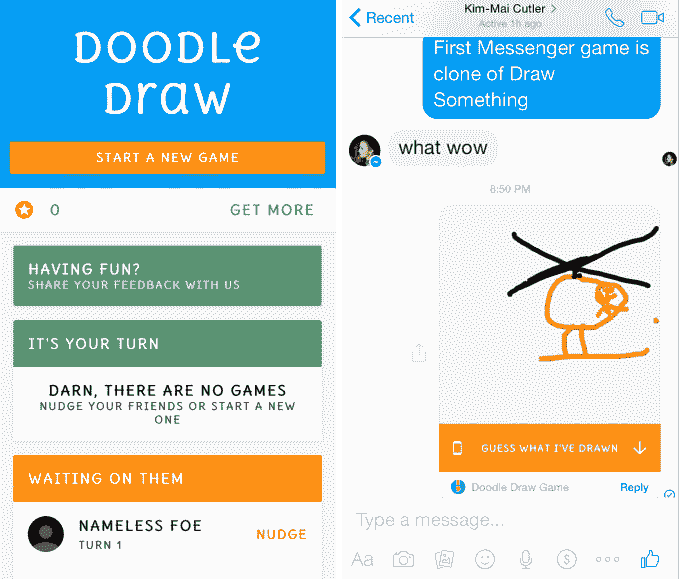 DOODLE
DRAW
START A NEW GAME
0
GET MORE
HAVING FUN?
SHARE YOUR FEEDBACK WITH US
IT'S YOUR TURN
DARN, THERE ARE NO GAMES
NUDGE YOUR FRIENDS OR START A NEW
ONE
WAITING ON THEM
NAMELESS FOE
TURN 1
NUDGE
Recent
Kim-Mai Cutler
Active 1h ago
First Messenger game is
clone of Draw
Something
what wow
8:50 PM
GUESS WHAT I'VE DRAWN
Doodle Draw Game
Reply
Type a message...
Aa